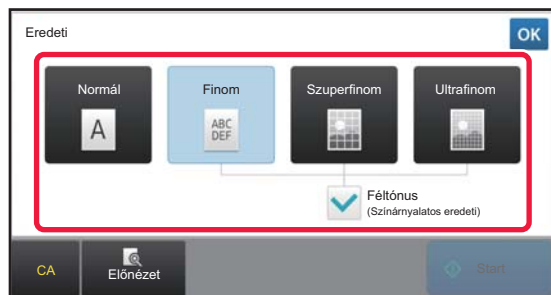 Eredeti
OK
Normál
Finom
Szuperfinom
Ultrafinom
A
ABC
DEF
Féltónus
(Színárnyalatos eredeti)
CA
Előnézet
Start